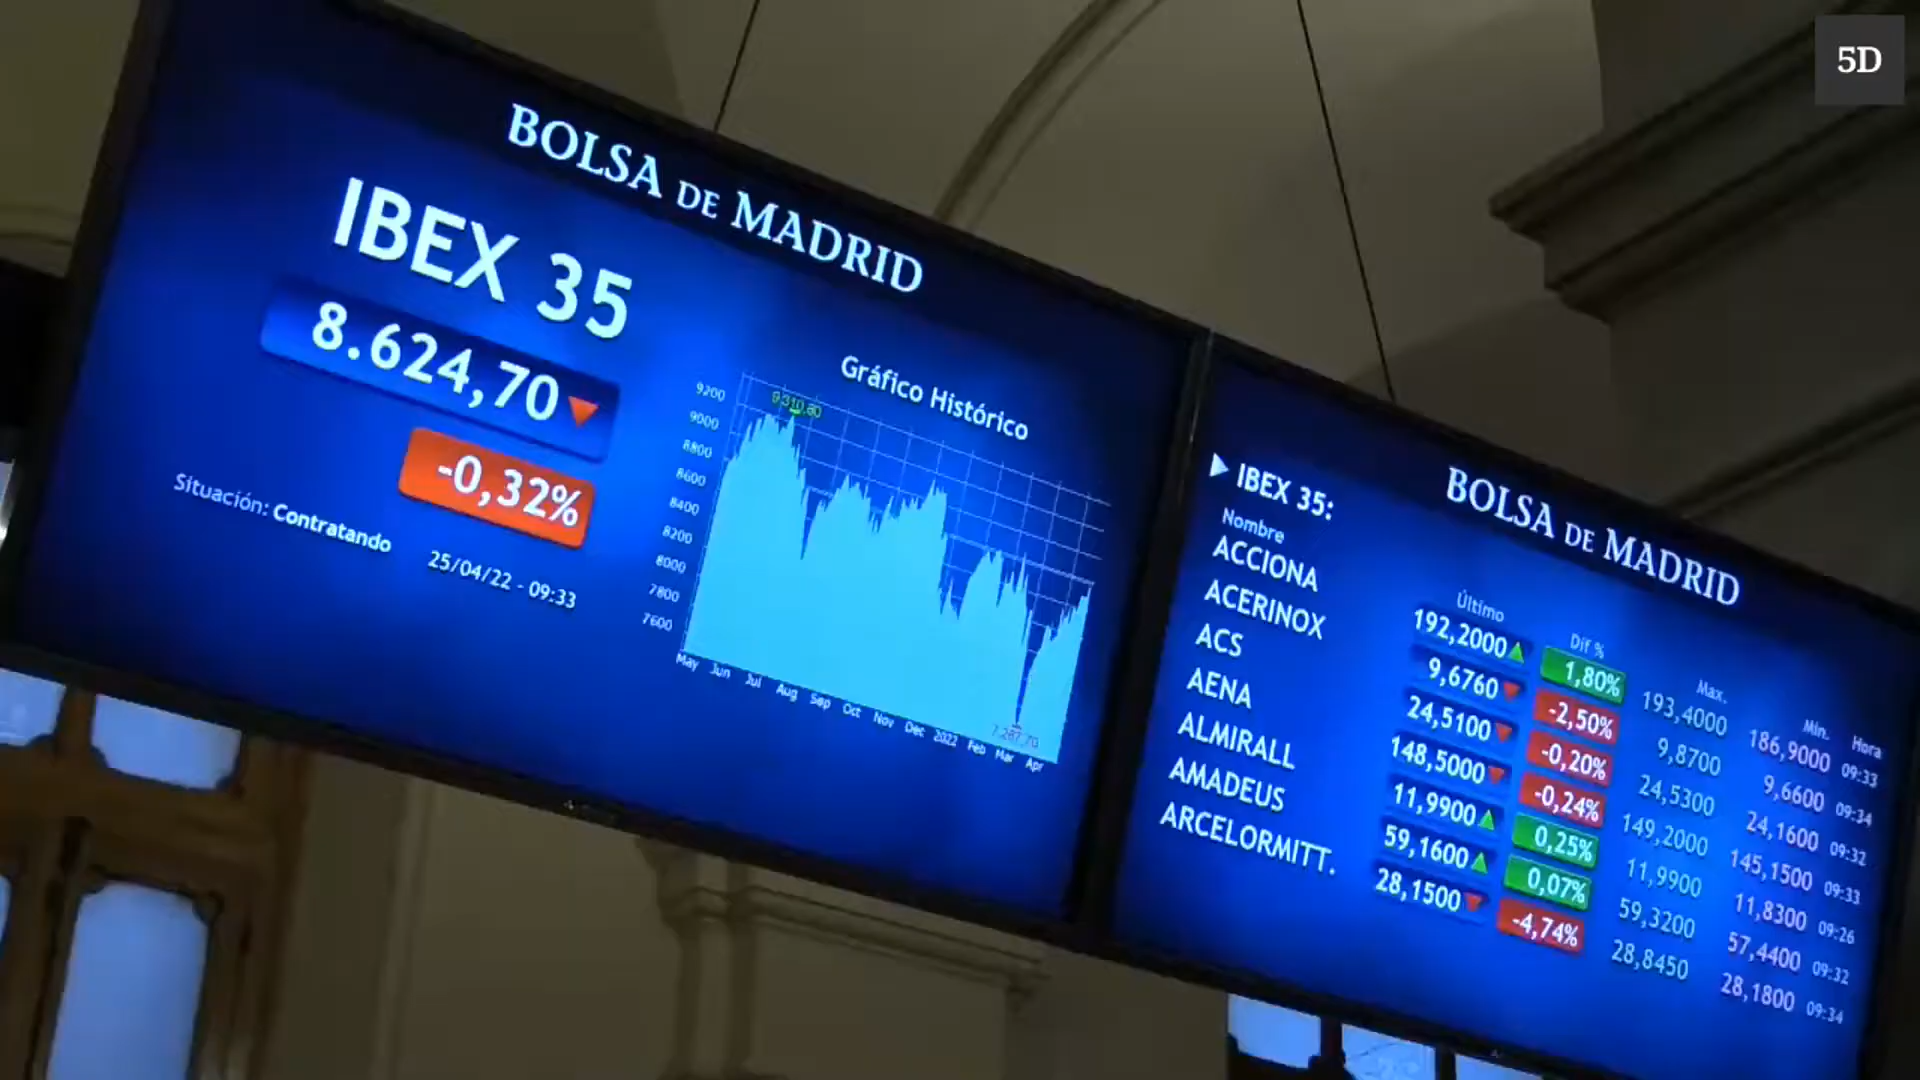 5D
BOLSA DE MADRID
IBEX 35
8.624,70
-0,32%
Situación: Contratando
25/04/22 - 09:33
Gráfico Histórico
9200
9000
8800
8600
8400
8200
8000
7800
7600
9.310,80
7.287,70
May Jun Jul Aug Sep Oct Nov Dec 2022 Feb Mar Apr
BOLSA DE MADRID
IBEX 35:
Nombre Último Dif % Max. Min. Hora
ACCIONA 192,2000 1,80% 193,4000 186,9000 09:33
ACERINOX 9,6760 -2,50% 9,8700 9,6600 09:34
ACS 24,5100 -0,20% 24,5300 24,1600 09:32
AENA 148,5000 -0,24% 149,2000 145,1500 09:33
ALMIRALL 11,9900 0,25% 11,9900 11,8300 09:26
AMADEUS 59,1600 0,07% 59,3200 57,4400 09:32
ARCELORMITT. 28,1500 -4,74% 28,8450 28,1800 09:34